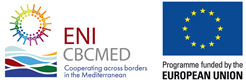 ENI
CBCMED
Cooperating across borders
in the Mediterranean
Programme funded by the
EUROPEAN UNION